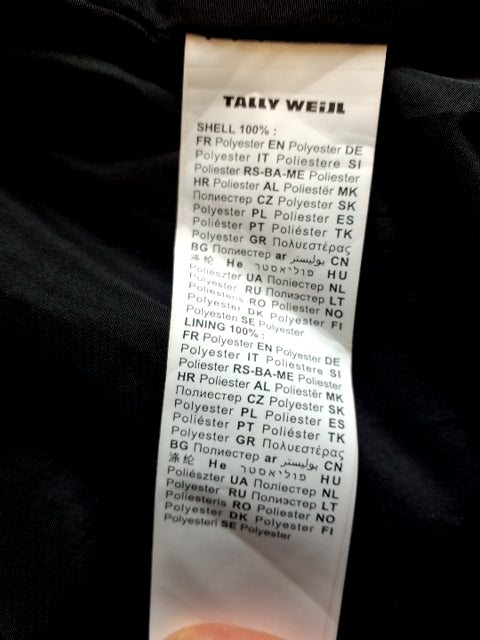 TALLY WEiJL
SHELL 100% :
FR Polyester EN Polyester DE
Polyester IT Poliestere SI
Poliester RS-BA-ME Poliester
HR Poliester AL Poliestër MK
Полиестер CZ Polyester SK
Polyester PL Poliester ES
Poliéster PT Poliéster TK
Polyester GR Πολυεστέρας
BG Полиестер ar بوليستر CN
涤纶 He פוליאסטר HU
Poliészter UA Поліестер NL
Polyester RU Полиэстер LT
Poliesteris RO Poliester NO
Polyester DK Polyester FI
Polyesteri SE Polyester
LINING 100% :
FR Polyester EN Polyester DE
Polyester IT Poliestere SI
Poliester RS-BA-ME Poliester
HR Poliester AL Poliestër MK
Полиестер CZ Polyester SK
Polyester PL Poliester ES
Poliéster PT Poliéster TK
Polyester GR Πολυεστέρας
BG Полиестер ar بوليستر CN
涤纶 He פוליאסטר HU
Poliészter UA Поліестер NL
Polyester RU Полиэстер LT
Poliesteris RO Poliester NO
Polyester DK Polyester FI
Polyesteri SE Polyester